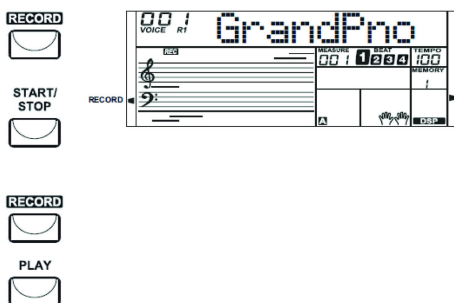 RECORD
START/
STOP
RECORD
PLAY
001 GrandPno
VOICE R1
REC
MEASURE BEAT TEMPO
001 1 2 3 4 100
MEMORY
1
RECORD
A DSP